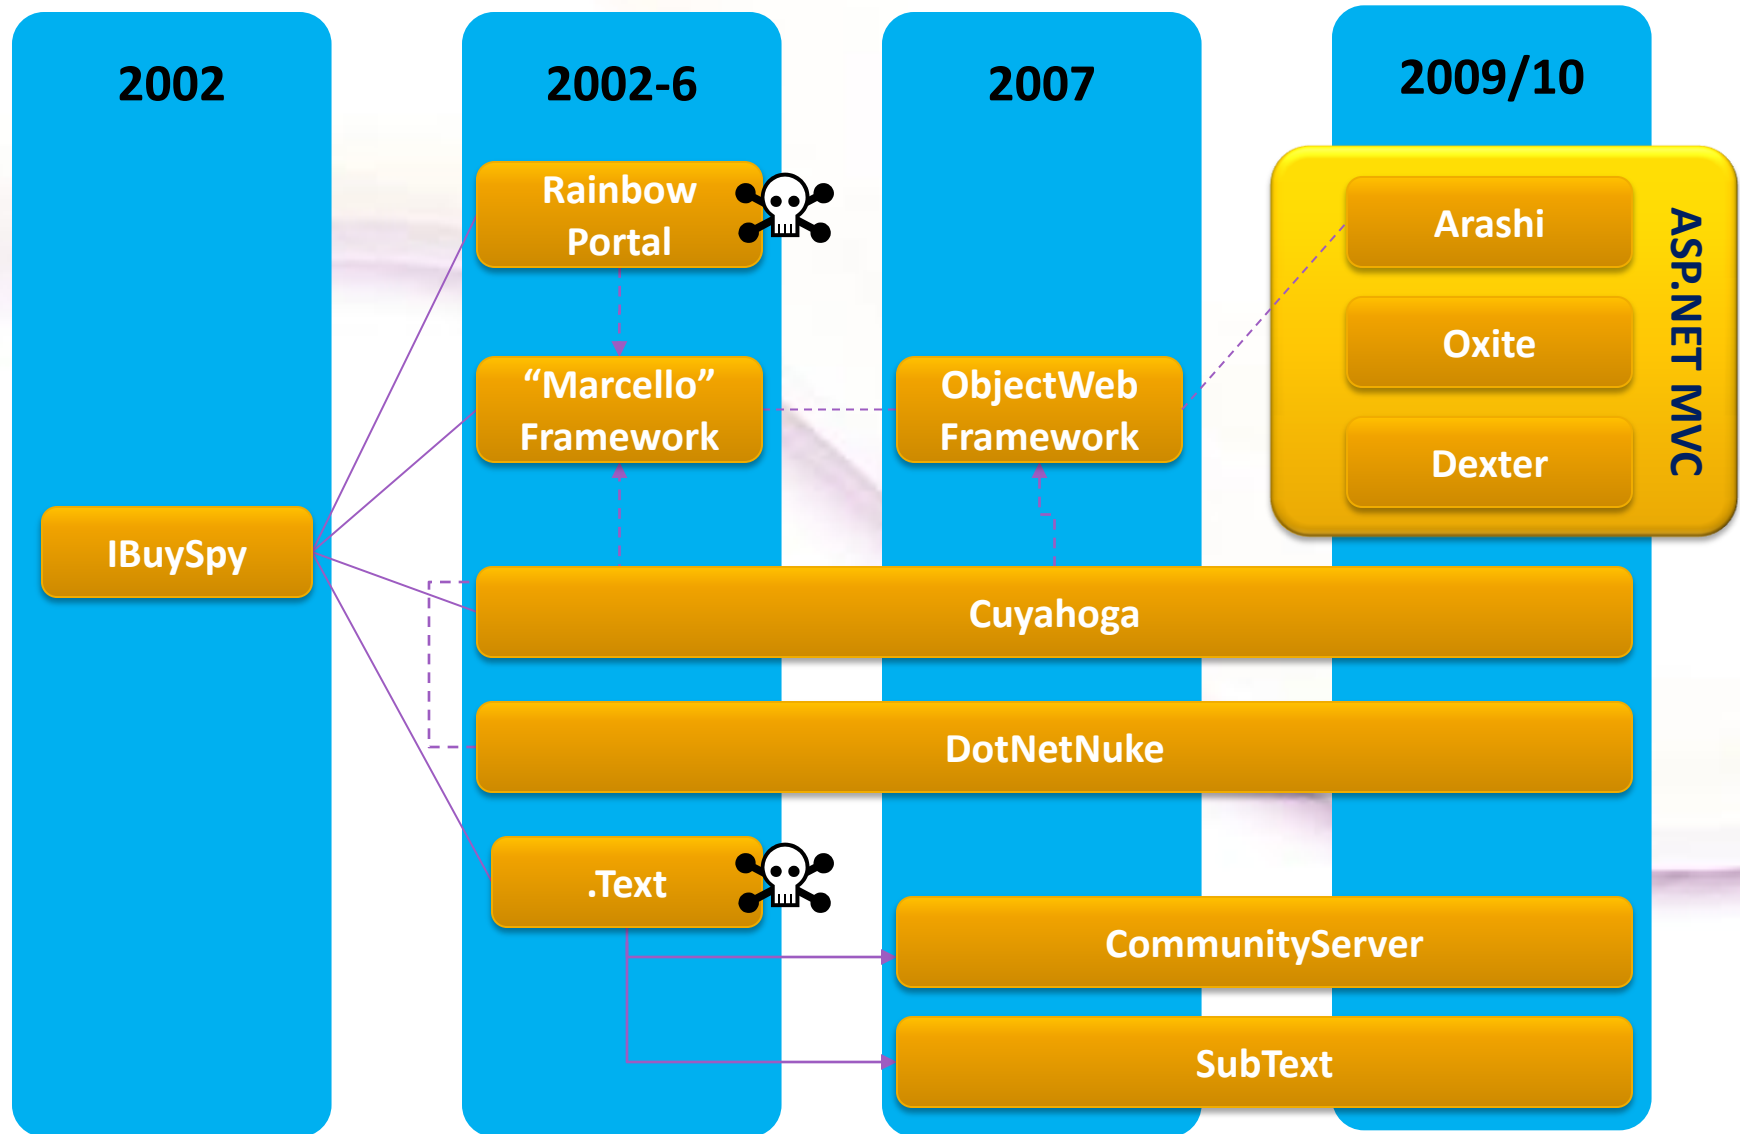 2002
2002-6
2007
2009/10
Rainbow
Portal
“Marcello”
Framework
ObjectWeb
Framework
Arashi
Oxite
Dexter
ASP.NET MVC
IBuySpy
Cuyahoga
DotNetNuke
.Text
CommunityServer
SubText